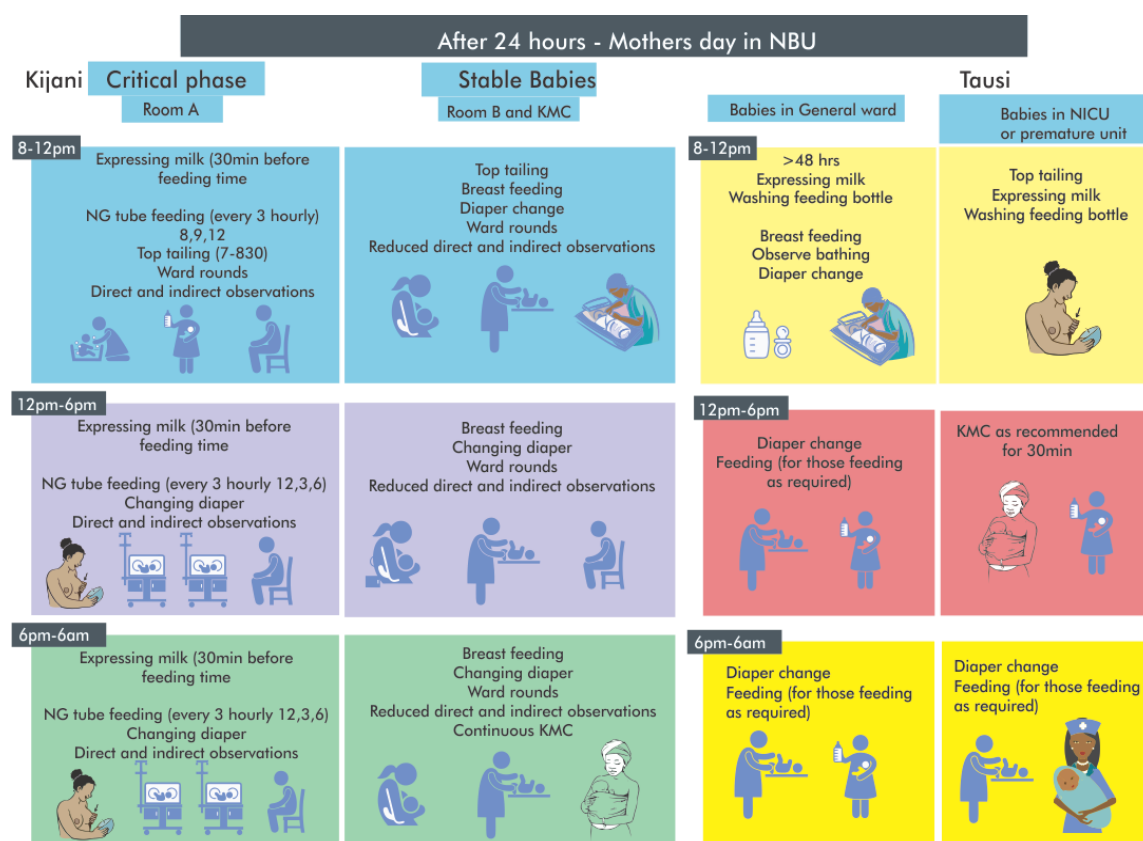 After 24 hours - Mothers day in NBU
Kijani
Critical phase
Room A
Stable Babies
Room B and KMC
Tausi
Babies in General ward
Babies in NICU
or premature unit
8-12pm
Expressing milk (30min before
feeding time
NG tube feeding (every 3 hourly)
8,9,12
Top tailing (7-830)
Ward rounds
Direct and indirect observations
Top tailing
Breast feeding
Diaper change
Ward rounds
Reduced direct and indirect observations
8-12pm
>48 hrs
Expressing milk
Washing feeding bottle
Breast feeding
Observe bathing
Diaper change
Top tailing
Expressing milk
Washing feeding bottle
12pm-6pm
Expressing milk (30min before
feeding time
NG tube feeding (every 3 hourly 12,3,6)
Changing diaper
Direct and indirect observations
Breast feeding
Changing diaper
Ward rounds
Reduced direct and indirect observations
12pm-6pm
Diaper change
Feeding (for those feeding
as required)
KMC as recommended
for 30min
6pm-6am
Expressing milk (30min before
feeding time
NG tube feeding (every 3 hourly 12,3,6)
Changing diaper
Direct and indirect observations
Breast feeding
Changing diaper
Ward rounds
Reduced direct and indirect observations
Continuous KMC
6pm-6am
Diaper change
Feeding (for those feeding
as required)
Diaper change
Feeding (for those feeding
as required)